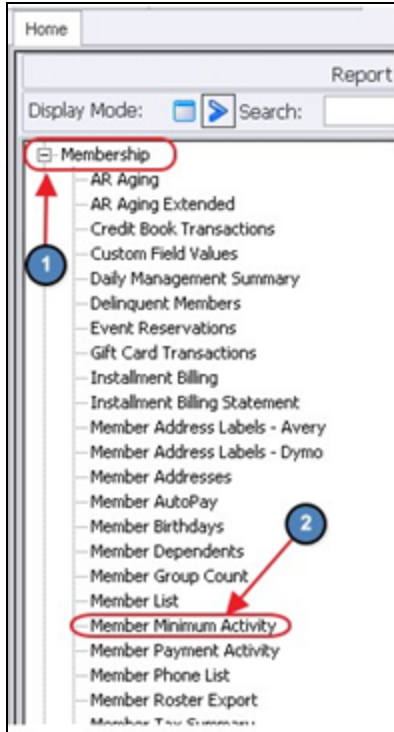 Home
Report
Display Mode: Search:
Membership
AR Aging
AR Aging Extended
Credit Book Transactions
1
Custom Field Values
Daily Management Summary
Delinquent Members
Event Reservations
Gift Card Transactions
Installment Billing
Installment Billing Statement
Member Address Labels - Avery
Member Address Labels - Dymo
Member Addresses
Member AutoPay
Member Birthdays
2
Member Dependents
Member Group Count
Member List
Member Minimum Activity
Member Payment Activity
Member Phone List
Member Roster Export
Member Tax Summary